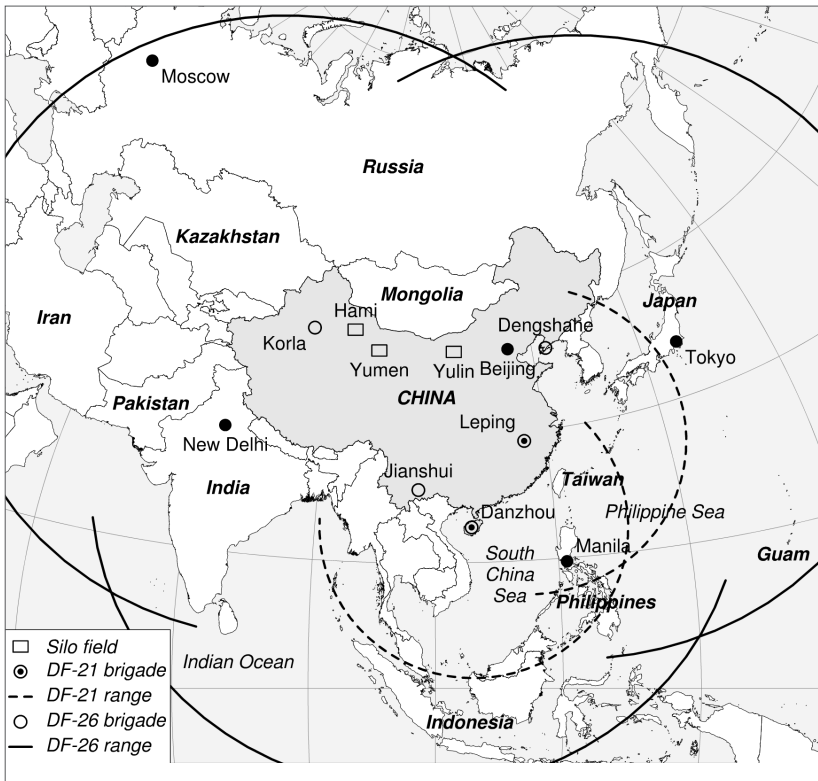 Moscow
Russia
Kazakhstan
Mongolia
Japan
Iran
Hami
Dengshahe
Korla
Tokyo
Yumen
Yulin
Beijing
CHINA
Pakistan
Leping
New Delhi
Jianshui
India
Taiwan
Danzhou
Philippine Sea
Manila
South
China
Sea
Guam
Philippines
Indian Ocean
Indonesia
Silo field
DF-21 brigade
DF-21 range
DF-26 brigade
DF-26 range